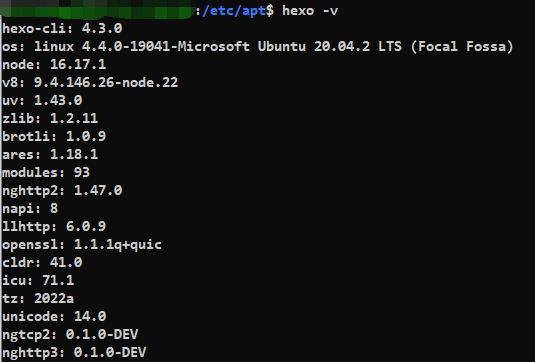 :/etc/apt$ hexo -v
hexo-cli: 4.3.0
os: linux 4.4.0-19041-Microsoft Ubuntu 20.04.2 LTS (Focal Fossa)
node: 16.17.1
v8: 9.4.146.26-node.22
uv: 1.43.0
zlib: 1.2.11
brotli: 1.0.9
ares: 1.18.1
modules: 93
nghttp2: 1.47.0
napi: 8
llhttp: 6.0.9
openssl: 1.1.1q+quic
cldr: 41.0
icu: 71.1
tz: 2022a
unicode: 14.0
ngtcp2: 0.1.0-DEV
nghttp3: 0.1.0-DEV